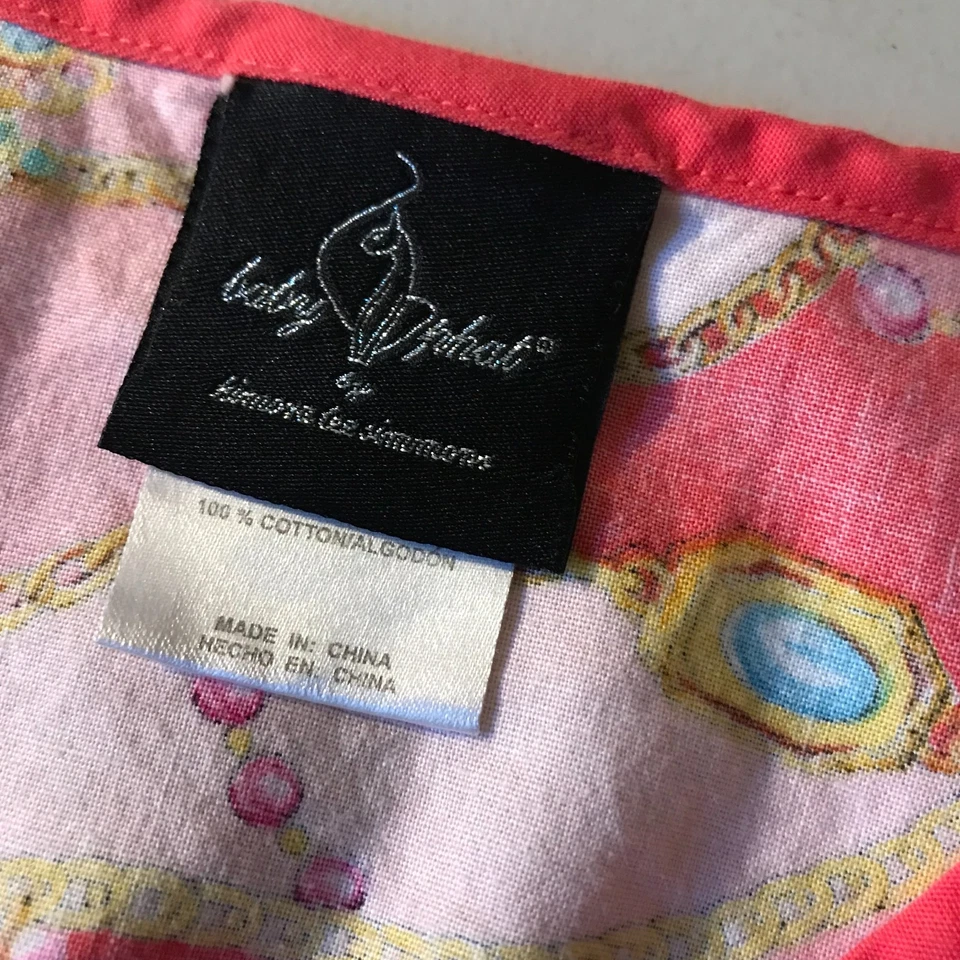 baby phat®
by
kimora lee simmons
100 % COTTON/ALGODÓN
MADE IN: CHINA
HECHO EN: CHINA